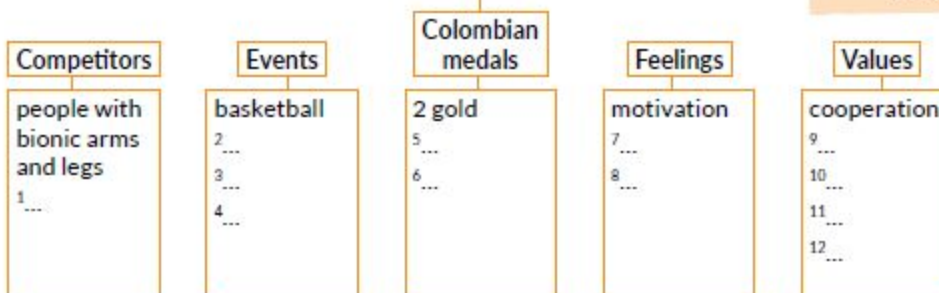 Competitors
people with
bionic arms
and legs
1---
Events
basketball
2---
3---
4---
Colombian
medals
2 gold
5---
6---
Feelings
motivation
7---
8---
Values
cooperation
9---
10---
11---
12---